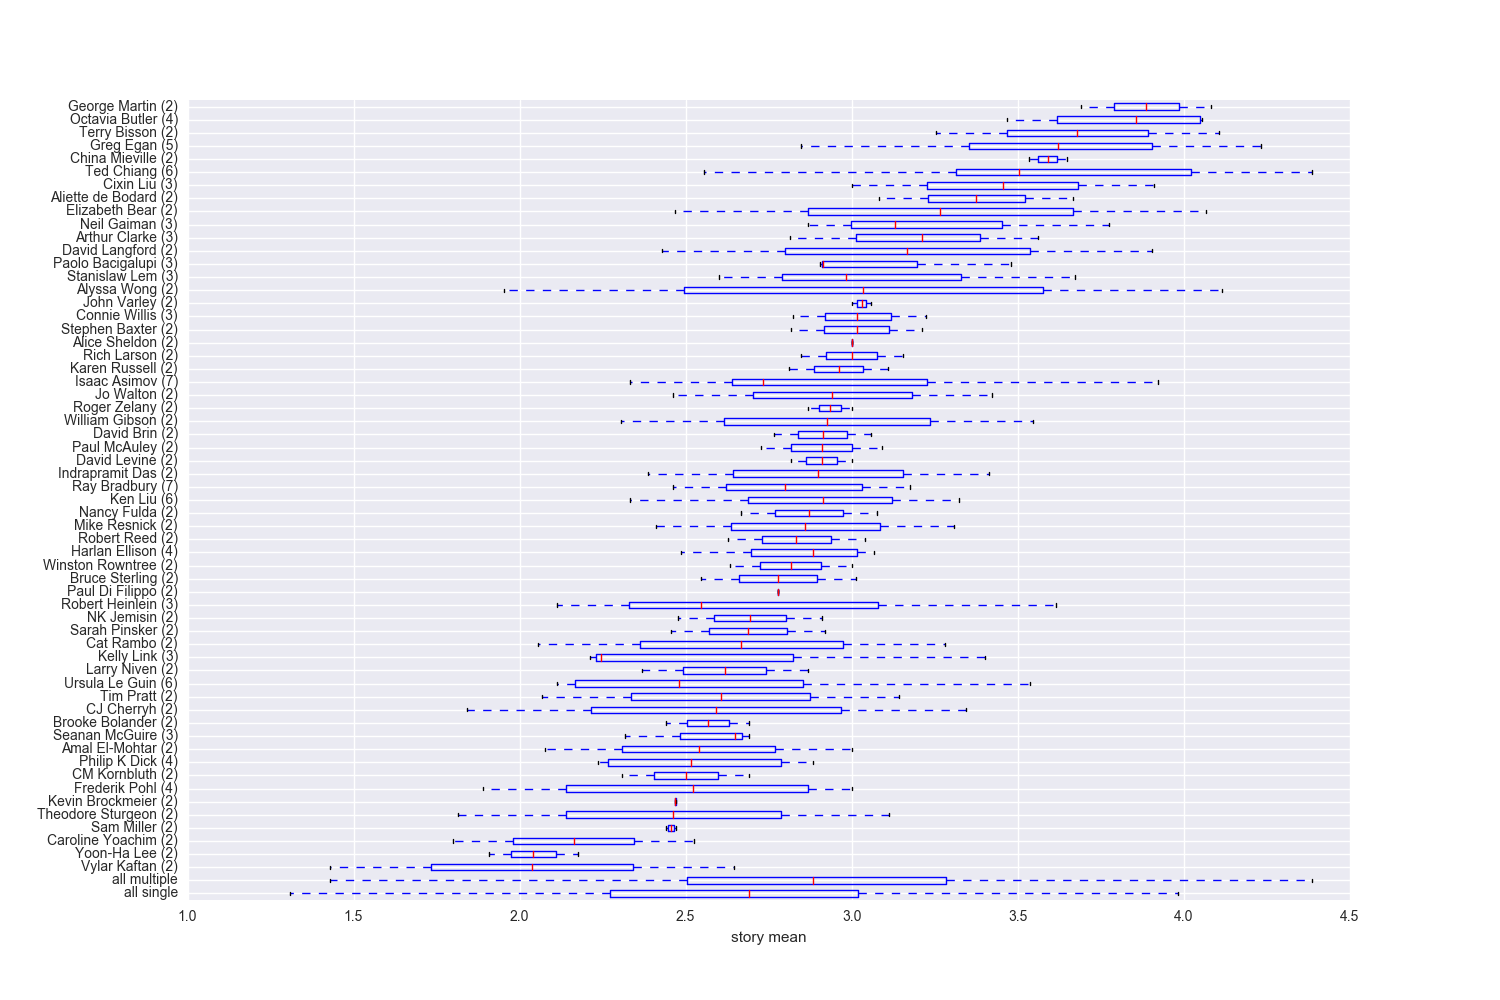 George Martin (2)
Octavia Butler (4)
Terry Bisson (2)
Greg Egan (5)
China Mieville (2)
Ted Chiang (6)
Cixin Liu (3)
Aliette de Bodard (2)
Elizabeth Bear (2)
Neil Gaiman (3)
Arthur Clarke (3)
David Langford (2)
Paolo Bacigalupi (3)
Stanislaw Lem (3)
Alyssa Wong (2)
John Varley (2)
Connie Willis (3)
Stephen Baxter (2)
Alice Sheldon (2)
Rich Larson (2)
Karen Russell (2)
Isaac Asimov (7)
Jo Walton (2)
Roger Zelany (2)
William Gibson (2)
David Brin (2)
Paul McAuley (2)
David Levine (2)
Indrapramit Das (2)
Ray Bradbury (7)
Ken Liu (6)
Nancy Fulda (2)
Mike Resnick (2)
Robert Reed (2)
Harlan Ellison (4)
Winston Rowntree (2)
Bruce Sterling (2)
Paul Di Filippo (2)
Robert Heinlein (3)
NK Jemisin (2)
Sarah Pinsker (2)
Cat Rambo (2)
Kelly Link (3)
Larry Niven (2)
Ursula Le Guin (6)
Tim Pratt (2)
CJ Cherryh (2)
Brooke Bolander (2)
Seanan McGuire (3)
Amal El-Mohtar (2)
Philip K Dick (4)
CM Kornbluth (2)
Frederik Pohl (4)
Kevin Brockmeier (2)
Theodore Sturgeon (2)
Sam Miller (2)
Caroline Yoachim (2)
Yoon-Ha Lee (2)
Vylar Kaftan (2)
all multiple
all single
1.0 1.5 2.0 2.5 3.0 3.5 4.0 4.5
story mean